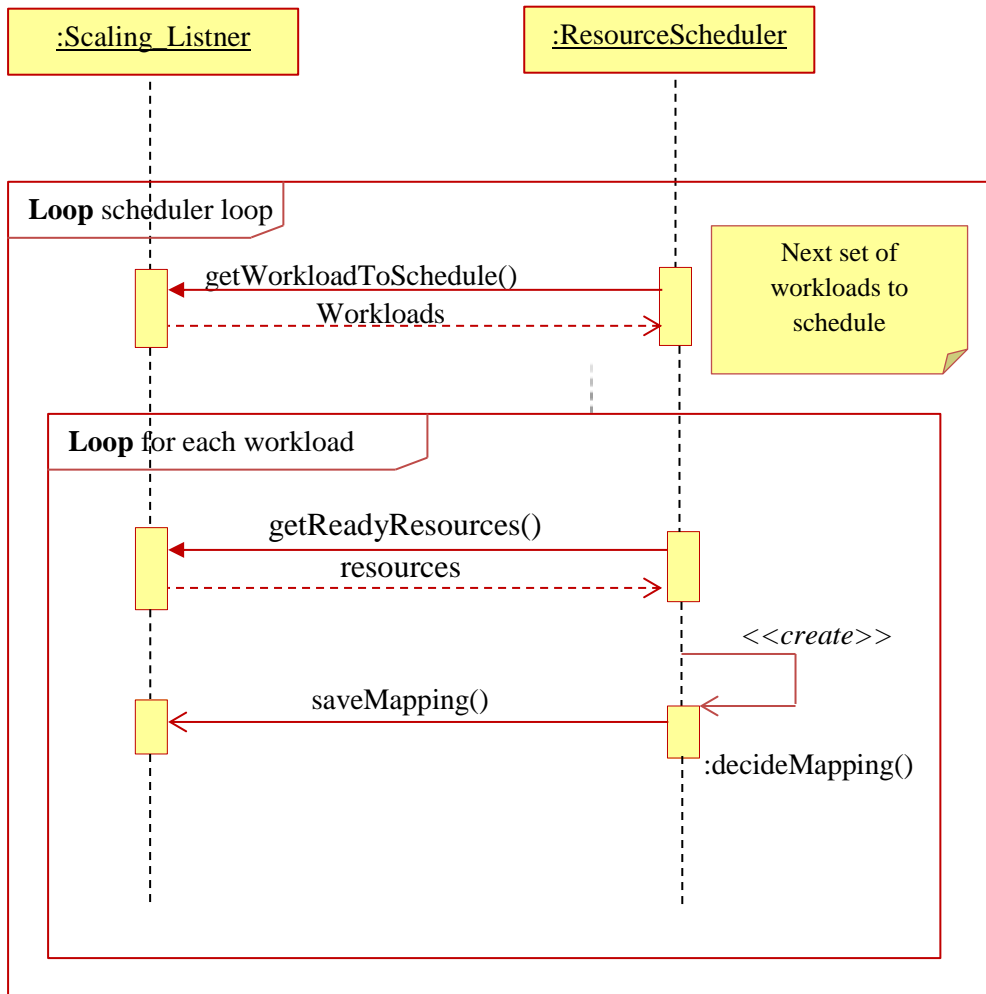 :Scaling_Listner
:ResourceScheduler
Loop scheduler loop
Next set of
workloads to
schedule
getWorkloadToSchedule()
Workloads
Loop for each workload
getReadyResources()
resources
<<create>>
saveMapping()
:decideMapping()